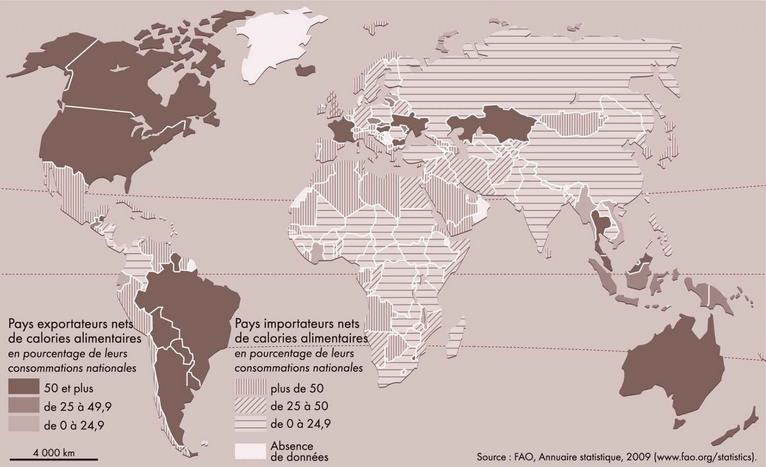 Pays exportateurs nets
de calories alimentaires
en pourcentage de leurs
consommations nationales
50 et plus
de 25 à 49,9
de 0 à 24,9
4 000 km
Pays importateurs nets
de calories alimentaires
en pourcentage de leurs
consommations nationales
plus de 50
de 25 à 50
de 0 à 24,9
Absence
de données
Source : FAO, Annuaire statistique, 2009 (www.fao.org/statistics).